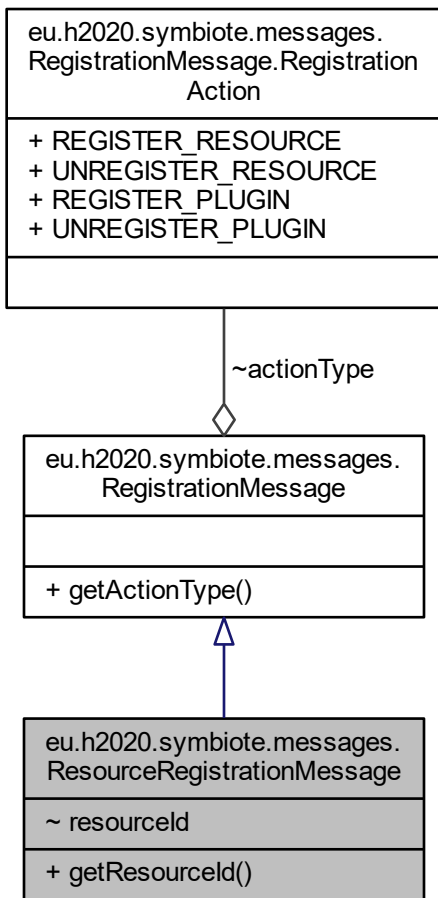 eu.h2020.symbiote.messages.
RegistrationMessage.Registration
Action
+ REGISTER_RESOURCE
+ UNREGISTER_RESOURCE
+ REGISTER_PLUGIN
+ UNREGISTER_PLUGIN
~actionType
eu.h2020.symbiote.messages.
RegistrationMessage
+ getActionType()
eu.h2020.symbiote.messages.
ResourceRegistrationMessage
~ resourceId
+ getResourceId()